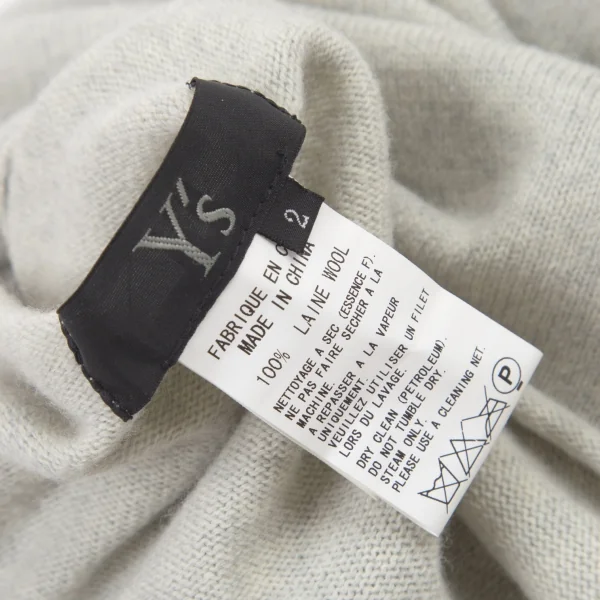 Y's
2
FABRIQUE EN
MADE IN CHINA
100% LAINE WOOL
NETTOYAGE A SEC (ESSENCE F).
NE PAS FAIRE SECHER A LA
MACHINE.
A REPASSER A LA VAPEUR
UNIQUEMENT.
VEUILLEZ UTILISER UN FILET
LORS DU LAVAGE.
DRY CLEAN (PETROLEUM).
DO NOT TUMBLE DRY.
STEAM ONLY.
PLEASE USE A CLEANING NET.
P